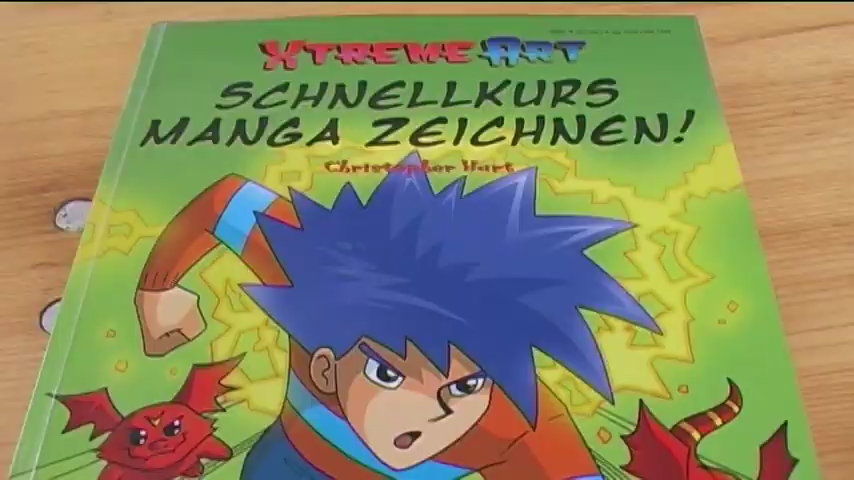 XTREME ART
SCHNELLKURS
MANGA ZEICHNEN!
Christopher Hart